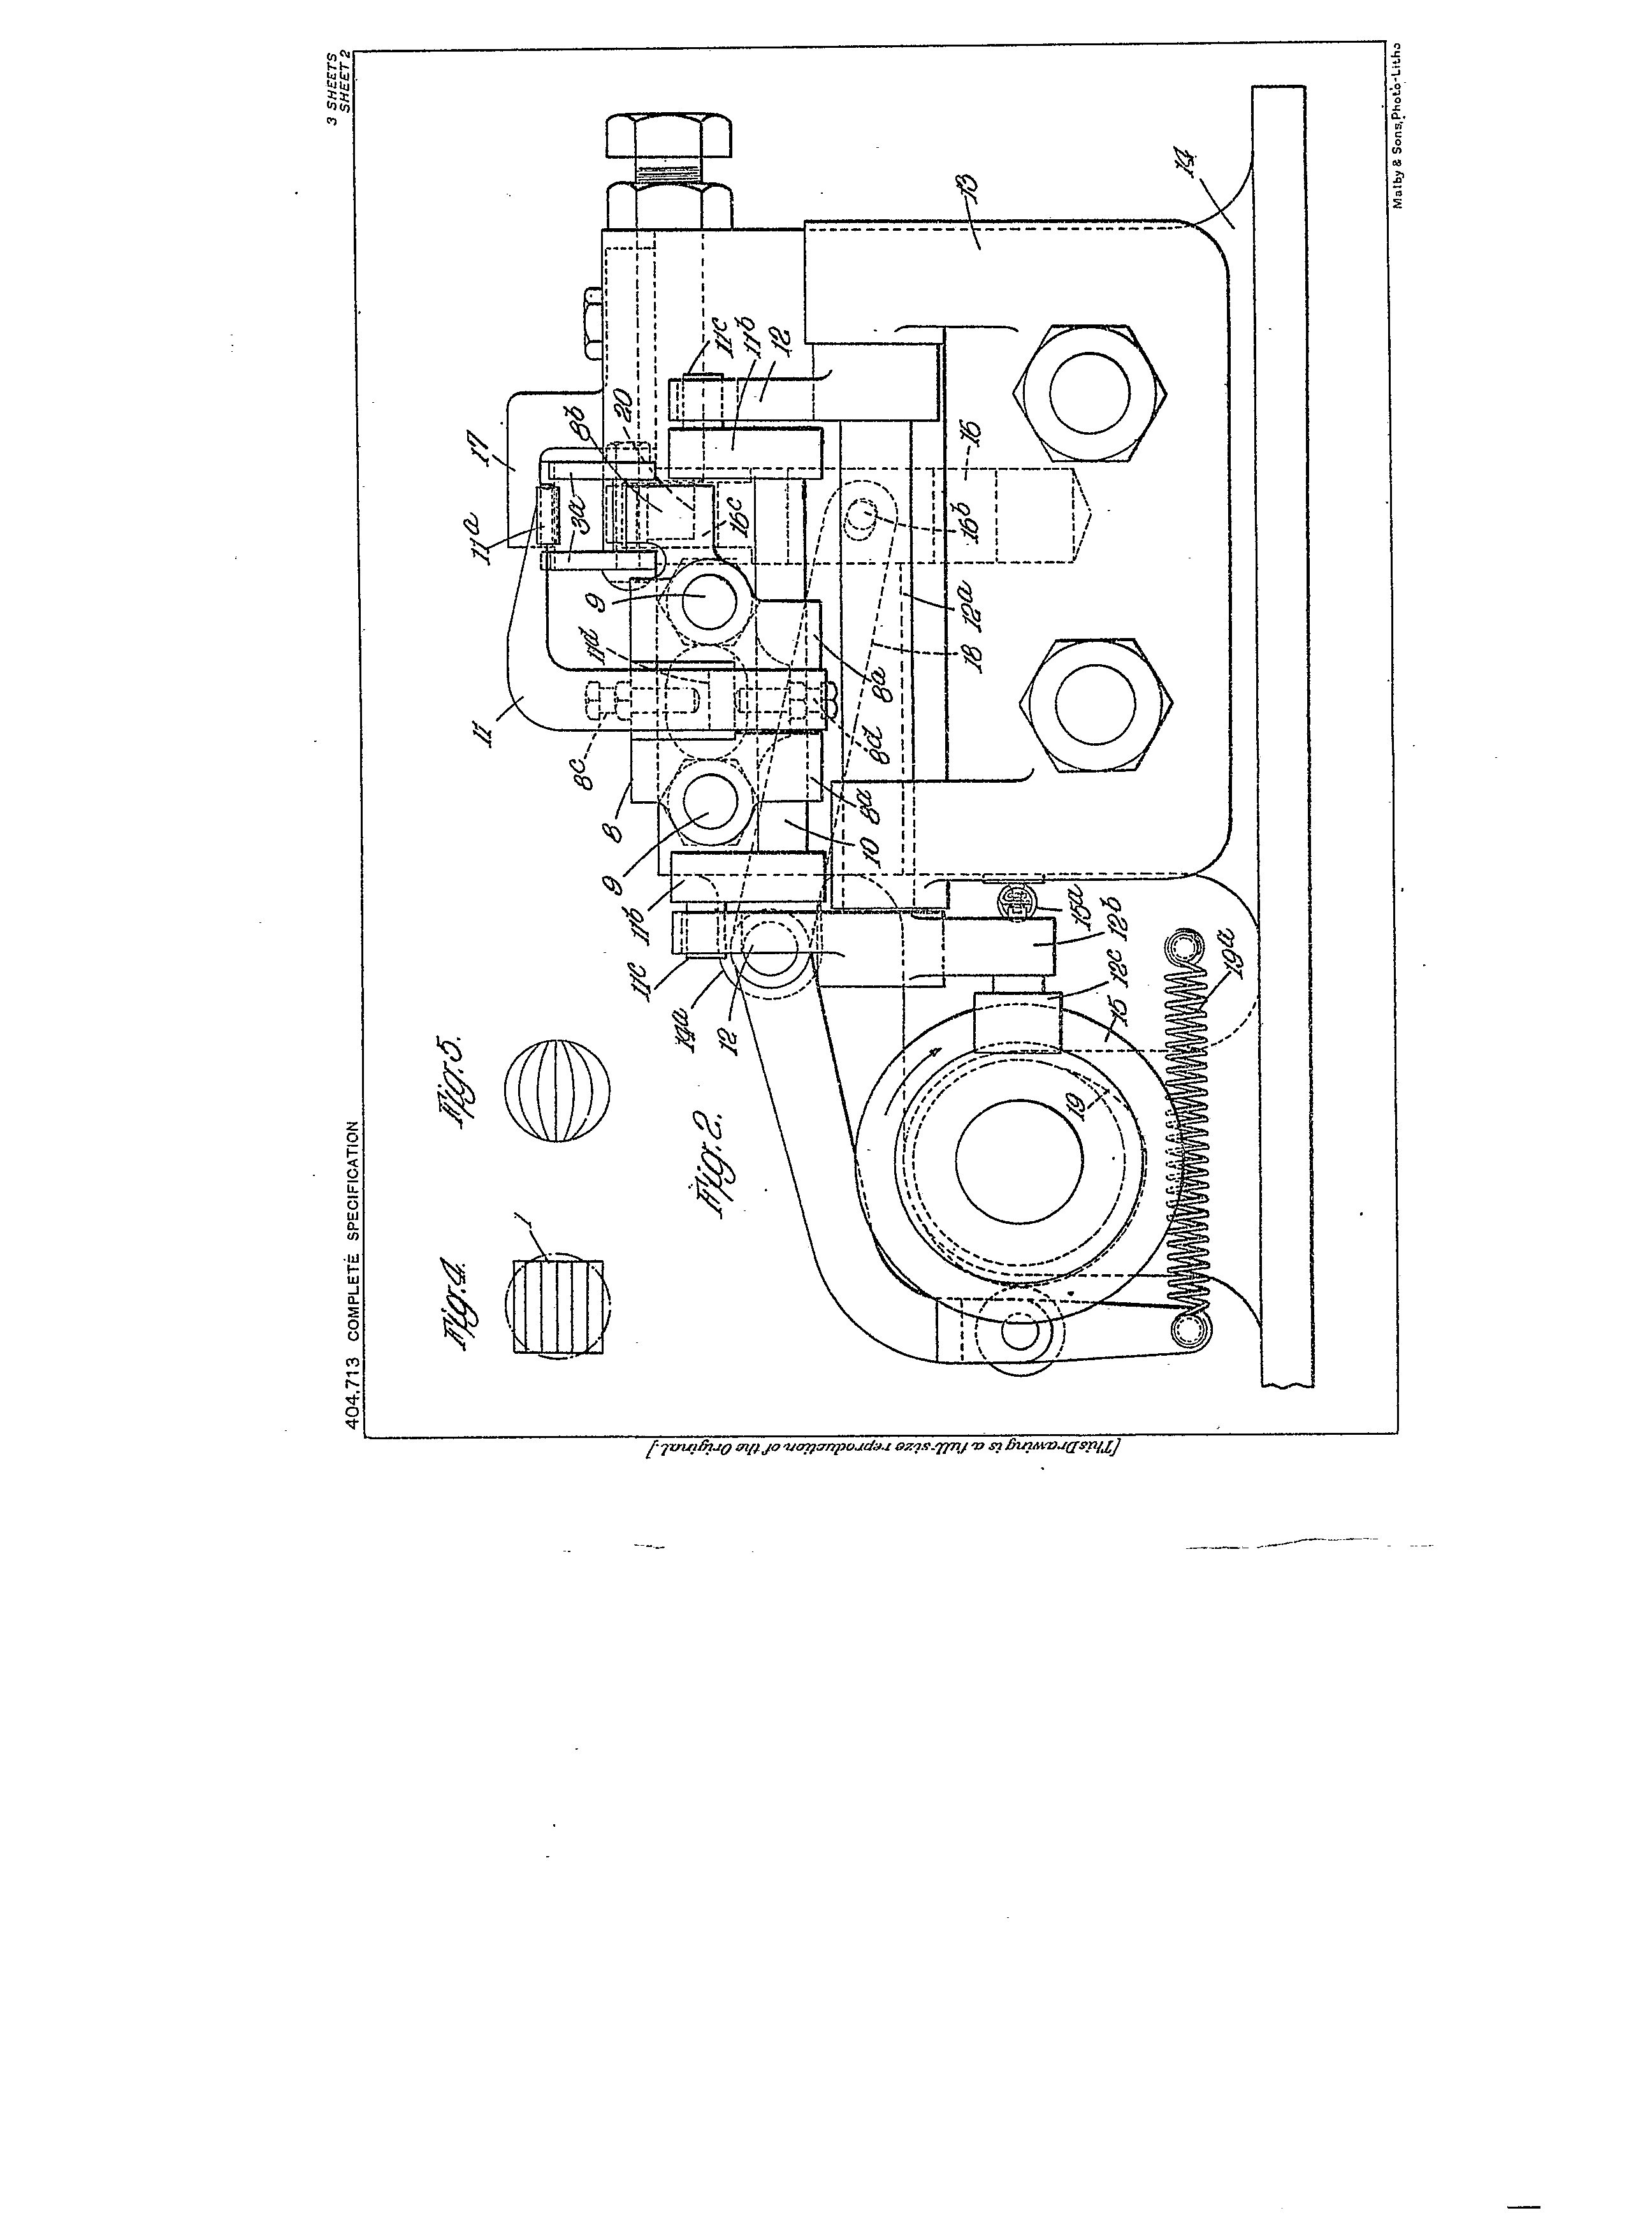 404.713 COMPLETE SPECIFICATION
3 SHEETS
SHEET 2
Fig. 4.
1
Fig. 5.
Fig. 2.
11
11a
17
8c
3a
8b
20
8
9
11d
9
16c
11c
11b
12
11b
11c
19a
12
10
8a
8d
8a
18
12a
16b
16
13
14
15a
12b
12c
15
19
19a
[This Drawing is a full-size reproduction of the Original.]
Malby & Sons, Photo-Litho